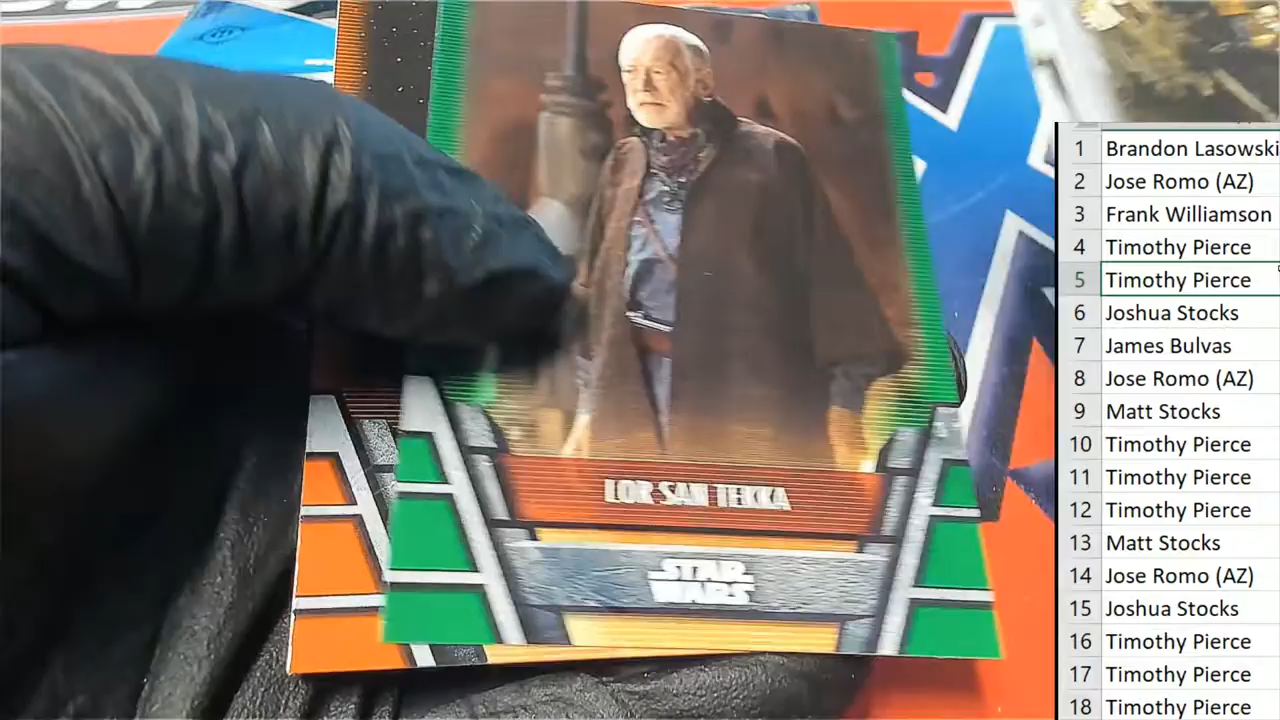 LOR SAN TEKKA
STAR
WARS
1 Brandon Lasowski
2 Jose Romo (AZ)
3 Frank Williamson
4 Timothy Pierce
5 Timothy Pierce
6 Joshua Stocks
7 James Bulvas
8 Jose Romo (AZ)
9 Matt Stocks
10 Timothy Pierce
11 Timothy Pierce
12 Timothy Pierce
13 Matt Stocks
14 Jose Romo (AZ)
15 Joshua Stocks
16 Timothy Pierce
17 Timothy Pierce
18 Timothy Pierce